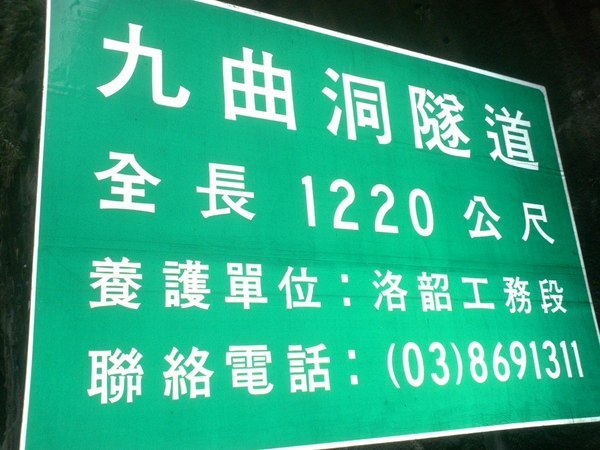 九曲洞隧道
全長 1220 公尺
養護單位：洛韶工務段
聯絡電話：(03)8691311